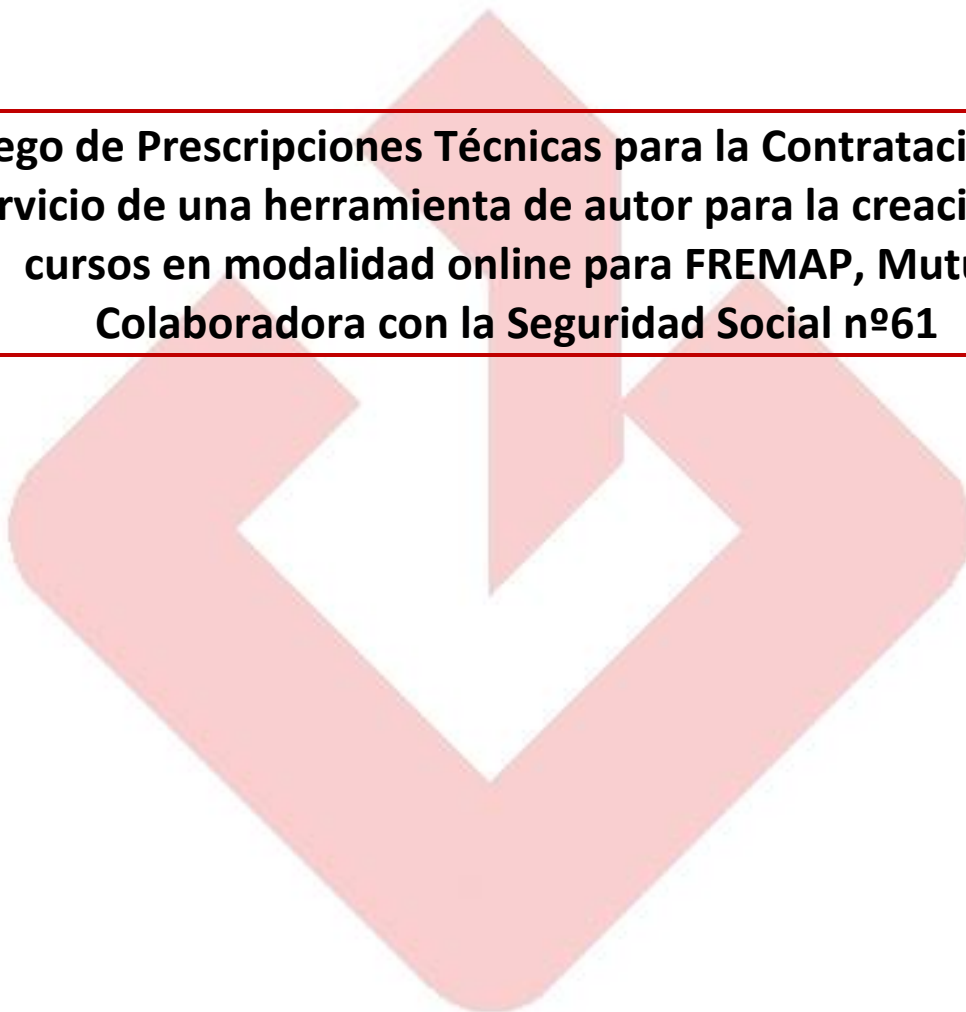 ego de Prescripciones Técnicas para la Contrataci
rvicio de una herramienta de autor para la creaci
cursos en modalidad online para FREMAP, Mutu
Colaboradora con la Seguridad Social nº61